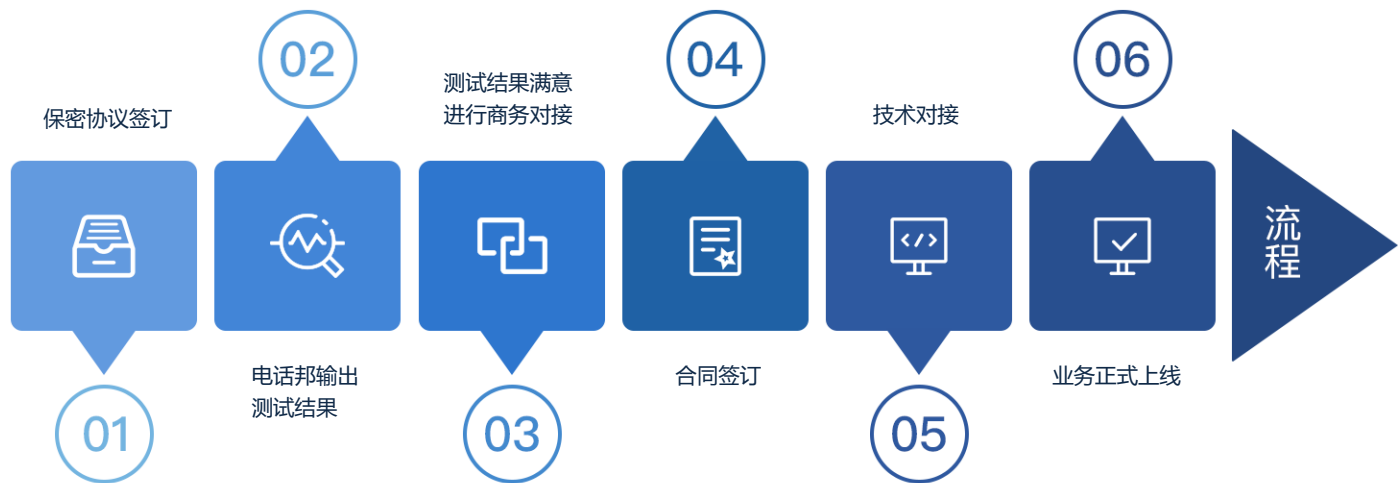 01
保密协议签订
02
电话邦输出
测试结果
03
测试结果满意
进行商务对接
04
合同签订
05
技术对接
06
业务正式上线
流程